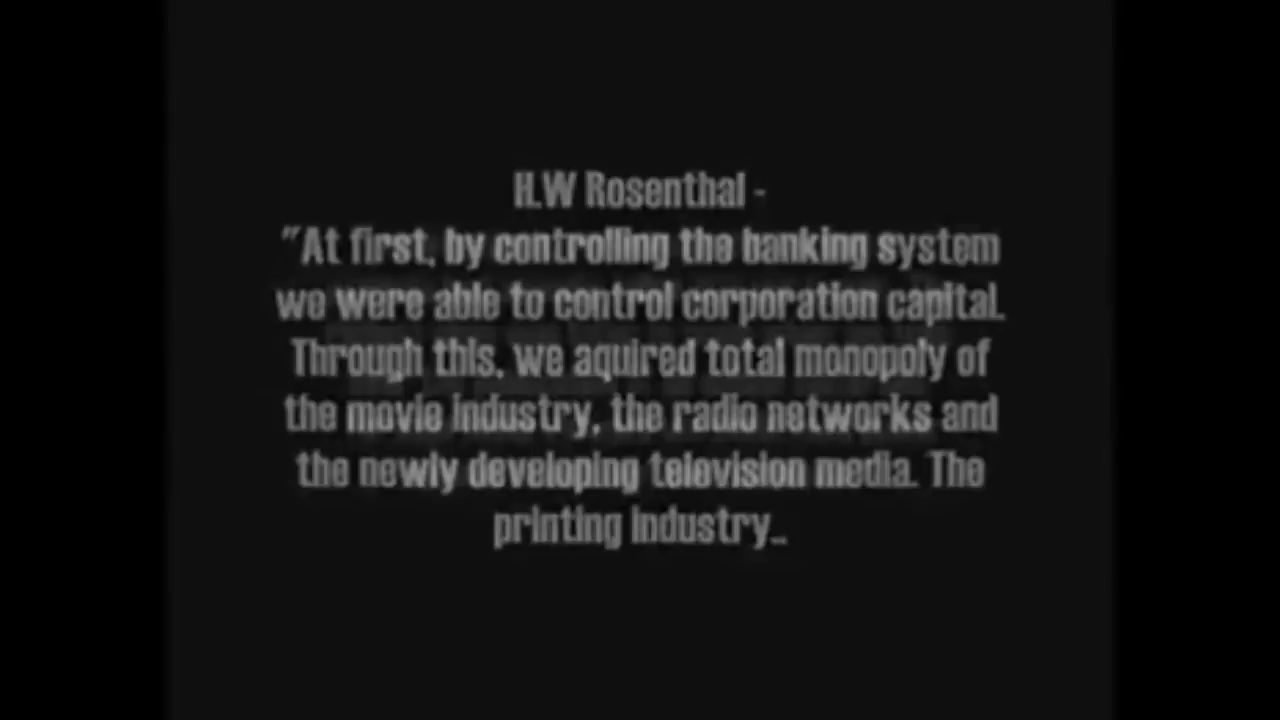 H.W Rosenthal -
"At first, by controlling the banking system
we were able to control corporation capital.
Through this, we aquired total monopoly of
the movie industry, the radio networks and
the newly developing television media. The
printing industry..